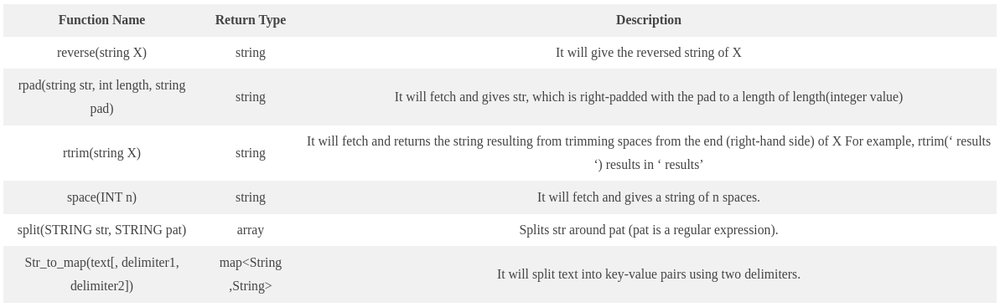 Function Name Return Type Description
reverse(string X) string It will give the reversed string of X
rpad(string str, int length, string
pad)
string It will fetch and gives str, which is right-padded with the pad to a length of length(integer value)
rtrim(string X) string
It will fetch and returns the string resulting from trimming spaces from the end (right-hand side) of X For example, rtrim(‘ results
‘) results in ‘ results’
space(INT n) string It will fetch and gives a string of n spaces.
split(STRING str, STRING pat) array Splits str around pat (pat is a regular expression).
Str_to_map(text[, delimiter1,
delimiter2])
map<String
,String>
It will split text into key-value pairs using two delimiters.